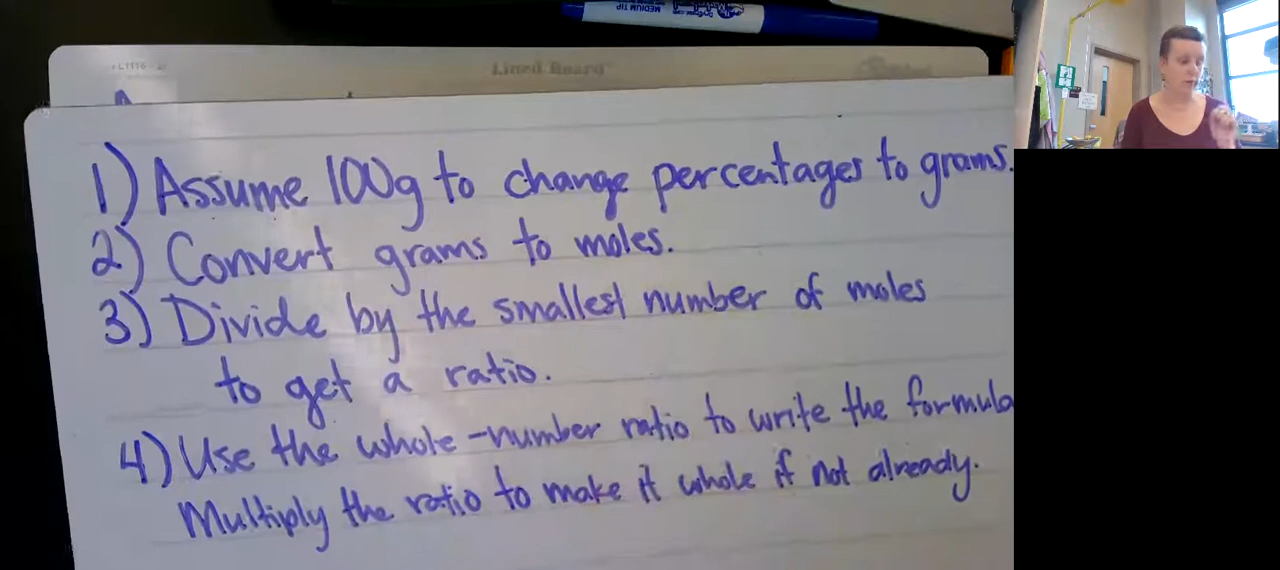 MEDIUM TIP
Lined Board
1) Assume 100g to change percentages to grams.
2) Convert grams to moles.
3) Divide by the smallest number of moles
to get a ratio.
4) Use the whole-number ratio to write the formula
Multiply the ratio to make it whole if not already.